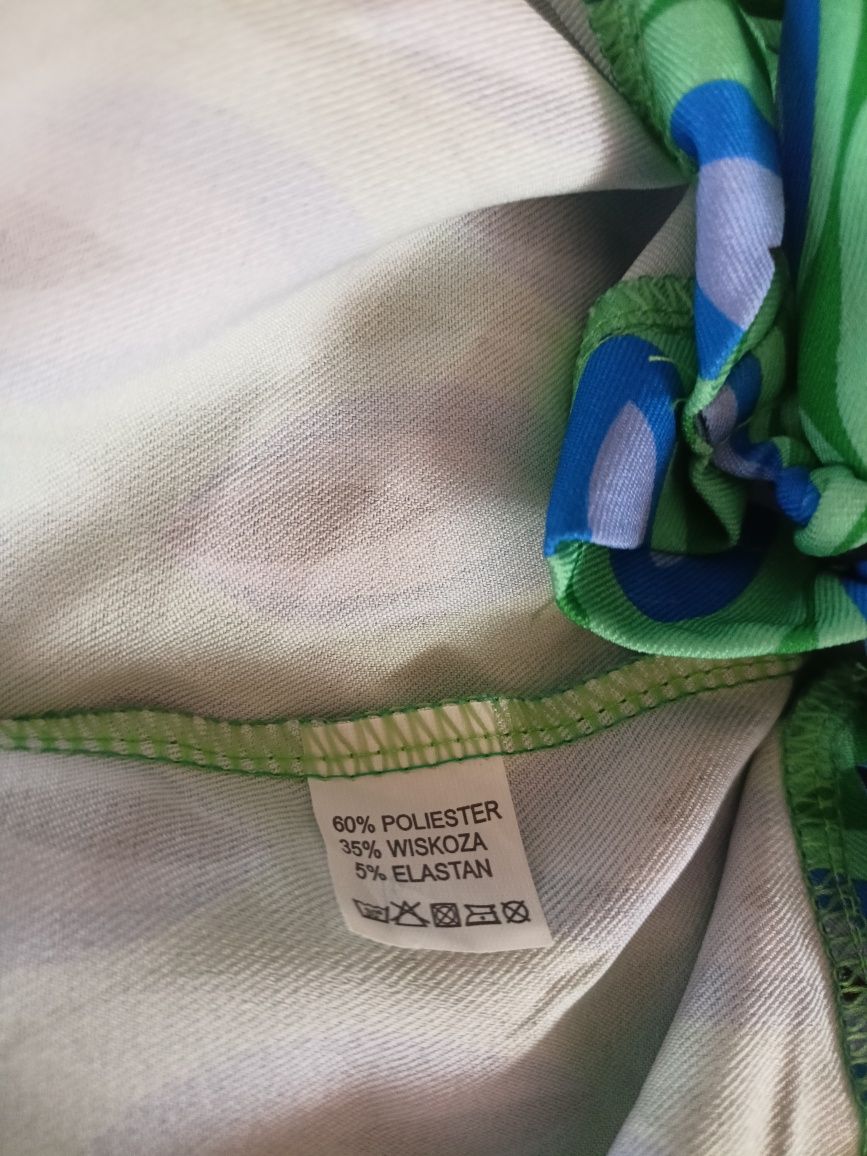 60% POLIESTER
35% WISKOZA
5% ELASTAN